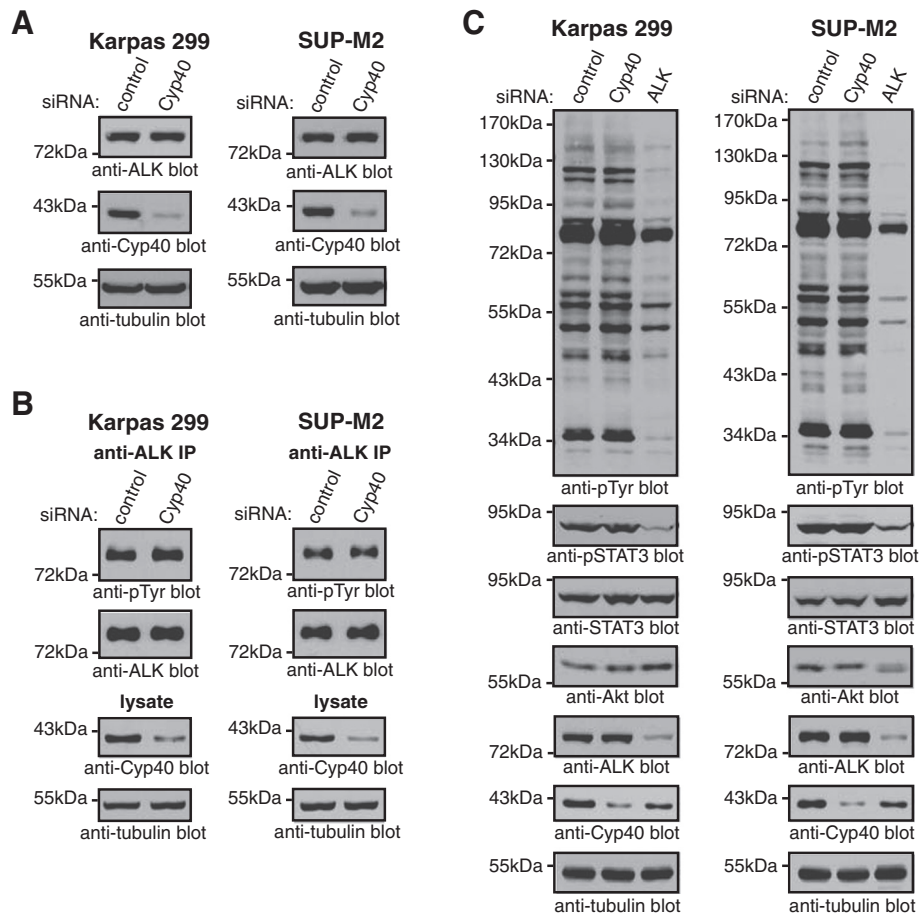 A
Karpas 299
SUP-M2
siRNA: control Cyp40
siRNA: control Cyp40
72kDa
72kDa
anti-ALK blot
anti-ALK blot
43kDa
43kDa
anti-Cyp40 blot
anti-Cyp40 blot
55kDa
55kDa
anti-tubulin blot
anti-tubulin blot
B
Karpas 299
SUP-M2
anti-ALK IP
anti-ALK IP
siRNA: control Cyp40
siRNA: control Cyp40
72kDa
72kDa
anti-pTyr blot
anti-pTyr blot
72kDa
72kDa
anti-ALK blot
anti-ALK blot
lysate
lysate
43kDa
43kDa
anti-Cyp40 blot
anti-Cyp40 blot
55kDa
55kDa
anti-tubulin blot
anti-tubulin blot
C
Karpas 299
siRNA: control Cyp40 ALK
170kDa
130kDa
95kDa
72kDa
55kDa
43kDa
34kDa
anti-pTyr blot
95kDa
anti-pSTAT3 blot
95kDa
anti-STAT3 blot
55kDa
anti-Akt blot
72kDa
anti-ALK blot
43kDa
anti-Cyp40 blot
55kDa
anti-tubulin blot
SUP-M2
siRNA: control Cyp40 ALK
170kDa
130kDa
95kDa
72kDa
55kDa
43kDa
34kDa
anti-pTyr blot
95kDa
anti-pSTAT3 blot
95kDa
anti-STAT3 blot
55kDa
anti-Akt blot
72kDa
anti-ALK blot
43kDa
anti-Cyp40 blot
55kDa
anti-tubulin blot